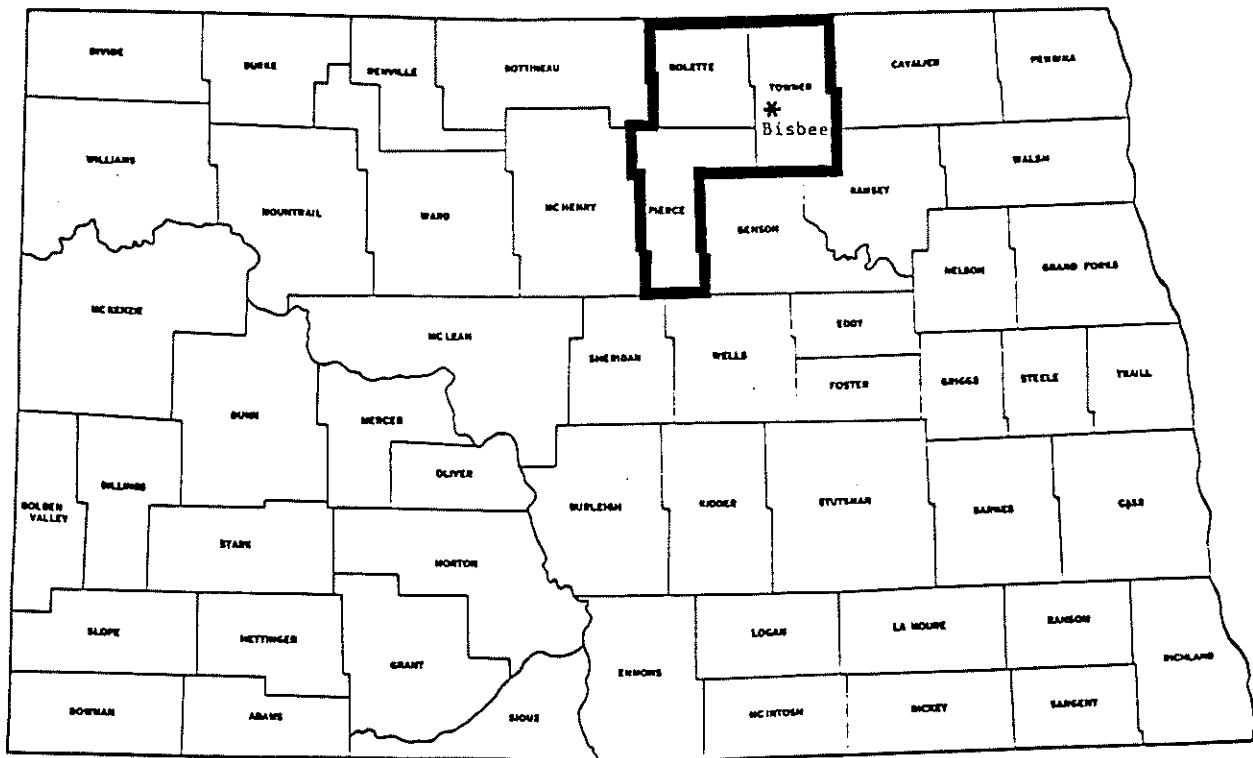 DIVIDE
BURKE
RENVILLE
BOTTINEAU
ROLETTE
TOWNER
CAVALIER
PEMBINA
*
Bisbee
WILLIAMS
MOUNTRAIL
WARD
MC HENRY
PIERCE
BENSON
RAMSEY
WALSH
NELSON
GRAND FORKS
MC KENZIE
MC LEAN
SHERIDAN
WELLS
EDDY
FOSTER
GRIGGS
STEELE
TRAILL
DUNN
MERCER
OLIVER
BILLINGS
GOLDEN
VALLEY
STARK
MORTON
BURLEIGH
KIDDER
STUTSMAN
BARNES
CASS
SLOPE
HETTINGER
GRANT
LOGAN
LA MOURE
RANSOM
RICHLAND
EMMONS
BOWMAN
ADAMS
SIOUX
MC INTOSH
DICKEY
SARGENT